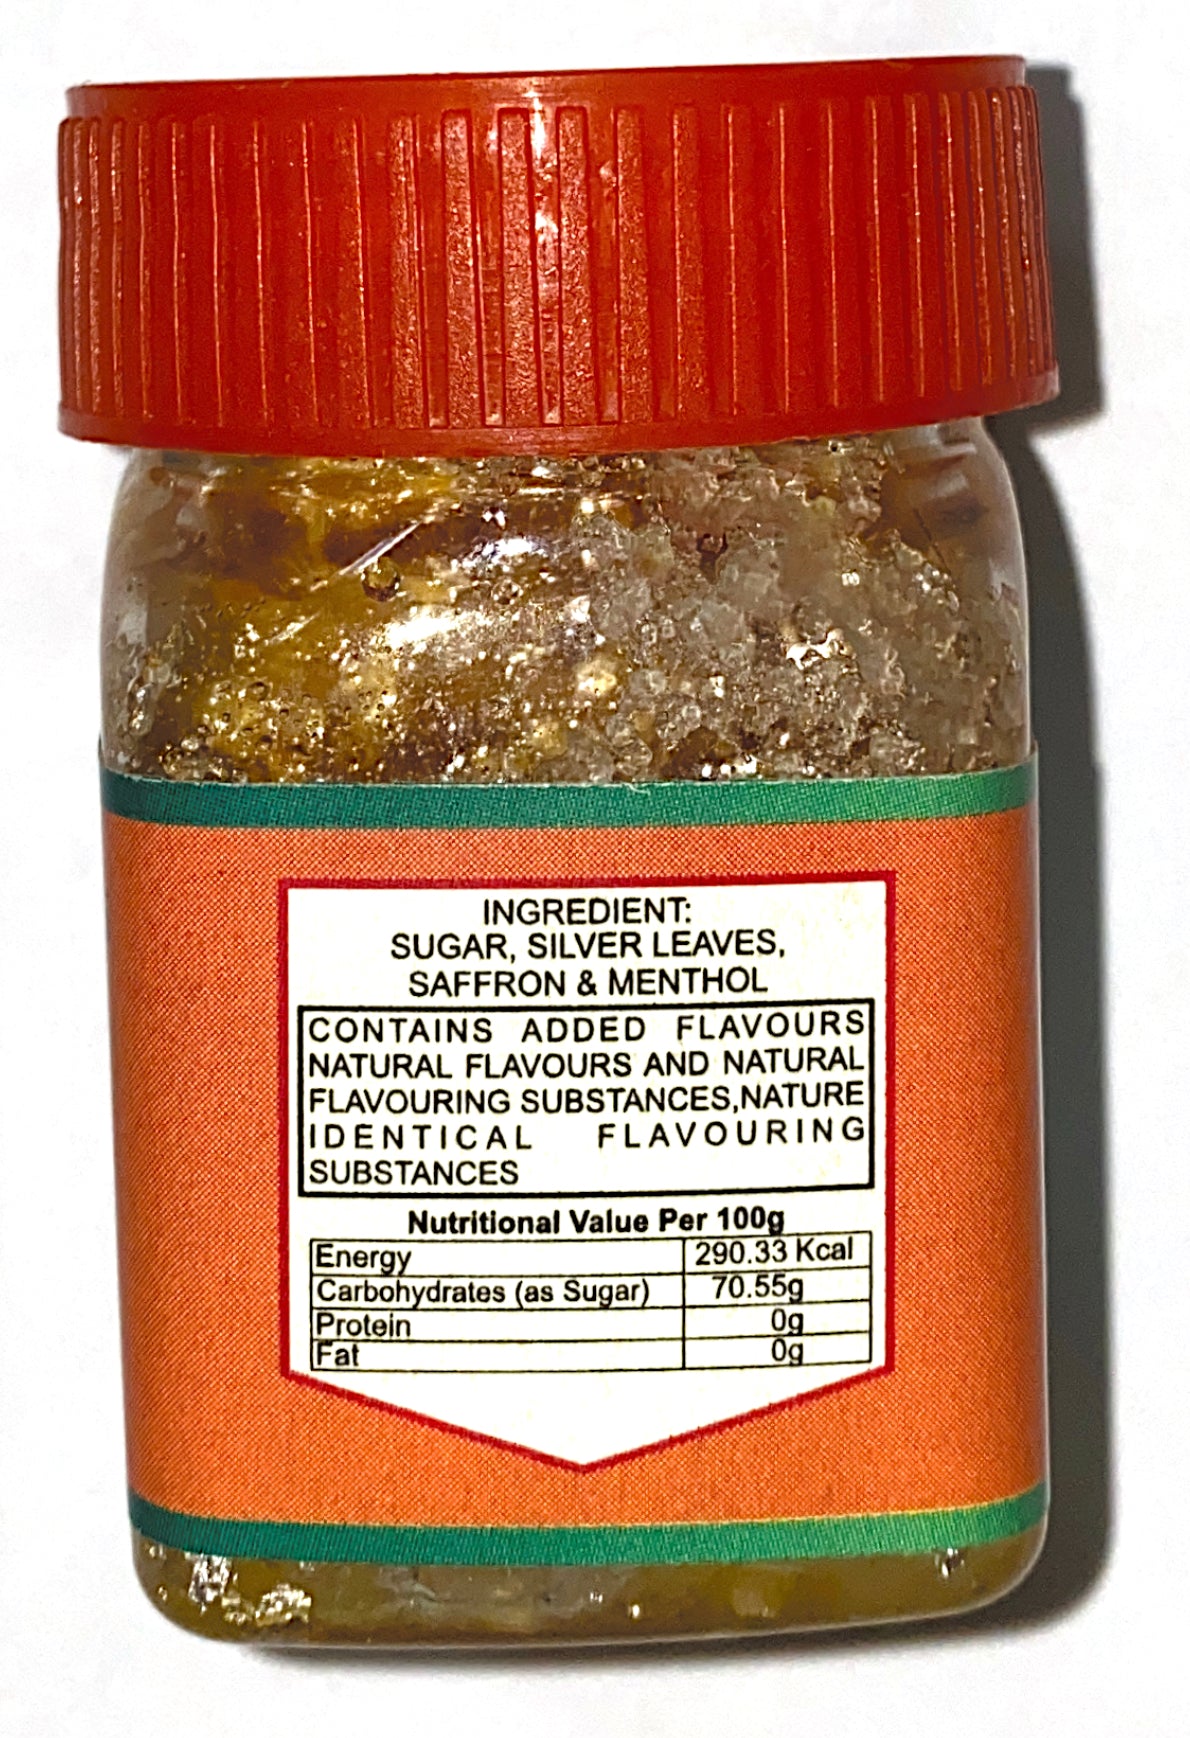 INGREDIENT:
SUGAR, SILVER LEAVES,
SAFFRON & MENTHOL
CONTAINS ADDED FLAVOURS
NATURAL FLAVOURS AND NATURAL
FLAVOURING SUBSTANCES,NATURE
IDENTICAL FLAVOURING
SUBSTANCES
Nutritional Value Per 100g
Energy 290.33 Kcal
Carbohydrates (as Sugar) 70.55g
Protein 0g
Fat 0g